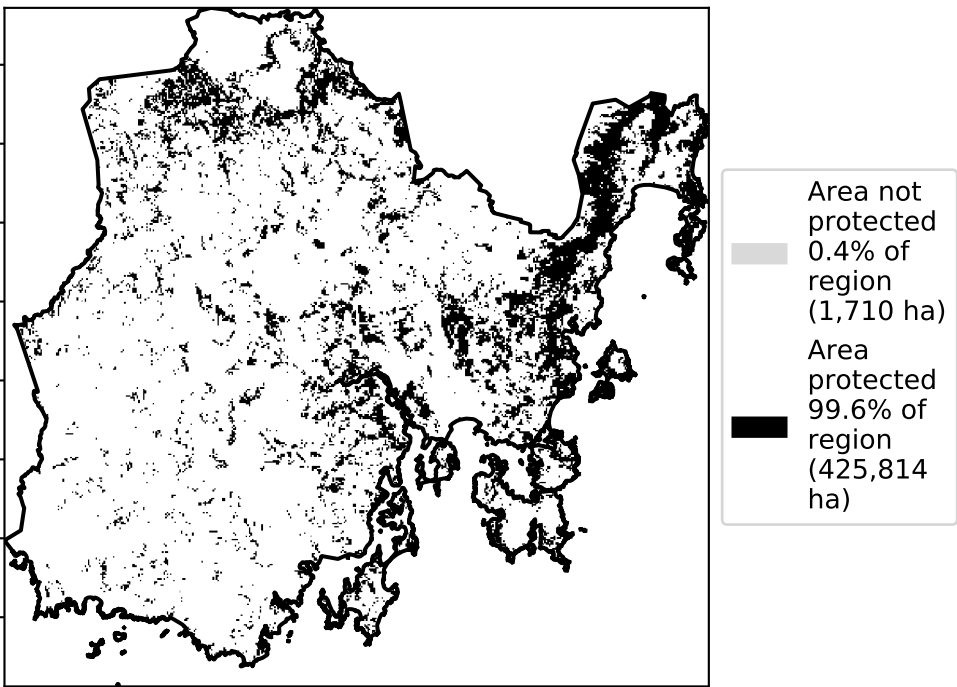 Area not
protected
0.4% of
region
(1,710 ha)
Area
protected
99.6% of
region
(425,814
ha)